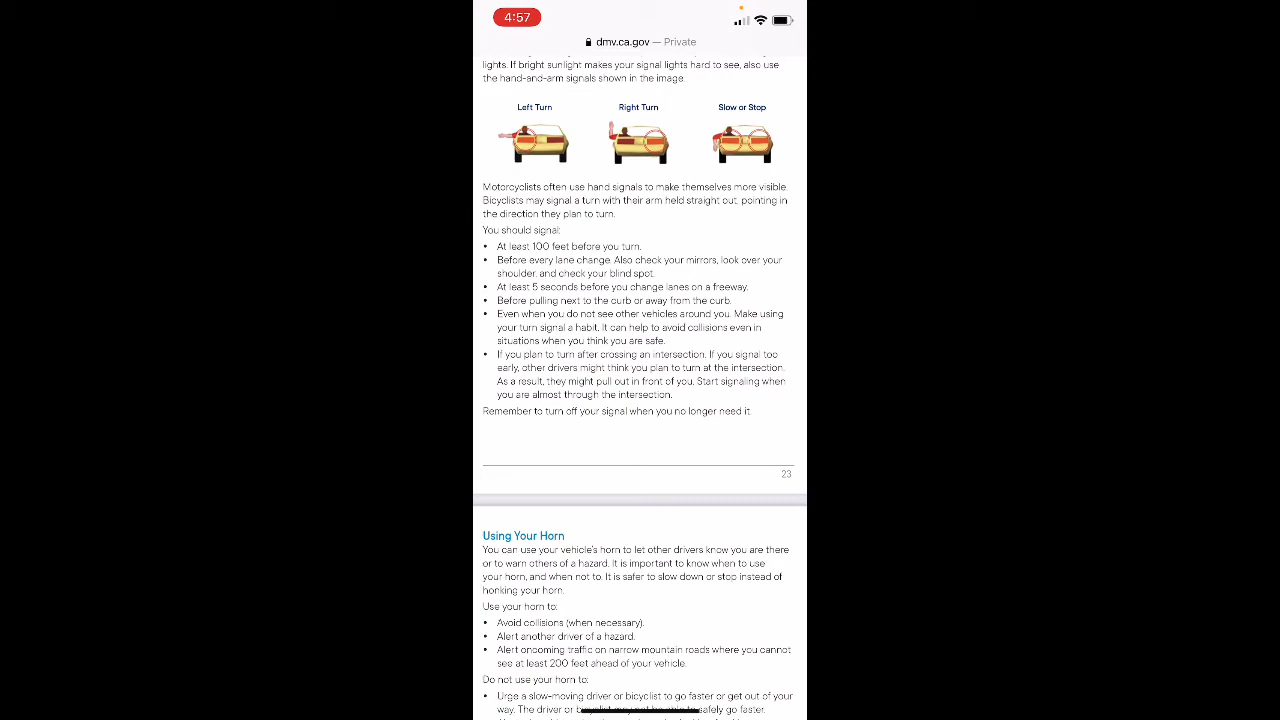 4:57
dmv.ca.gov — Private
lights. If bright sunlight makes your signal lights hard to see, also use
the hand-and-arm signals shown in the image.
Left Turn Right Turn Slow or Stop
Motorcyclists often use hand signals to make themselves more visible.
Bicyclists may signal a turn with their arm held straight out, pointing in
the direction they plan to turn.
You should signal:
• At least 100 feet before you turn.
• Before every lane change. Also check your mirrors, look over your
shoulder, and check your blind spot.
• At least 5 seconds before you change lanes on a freeway.
• Before pulling next to the curb or away from the curb.
• Even when you do not see other vehicles around you. Make using
your turn signal a habit. It can help to avoid collisions even in
situations when you think you are safe.
• If you plan to turn after crossing an intersection. If you signal too
early, other drivers might think you plan to turn at the intersection.
As a result, they might pull out in front of you. Start signaling when
you are almost through the intersection.
Remember to turn off your signal when you no longer need it.
23
Using Your Horn
You can use your vehicle's horn to let other drivers know you are there
or to warn others of a hazard. It is important to know when to use
your horn, and when not to. It is safer to slow down or stop instead of
honking your horn.
Use your horn to:
• Avoid collisions (when necessary).
• Alert another driver of a hazard.
• Alert oncoming traffic on narrow mountain roads where you cannot
see at least 200 feet ahead of your vehicle.
Do not use your horn to:
• Urge a slow-moving driver or bicyclist to go faster or get out of your
way. The driver or bicyclist may not be able to safely go faster.